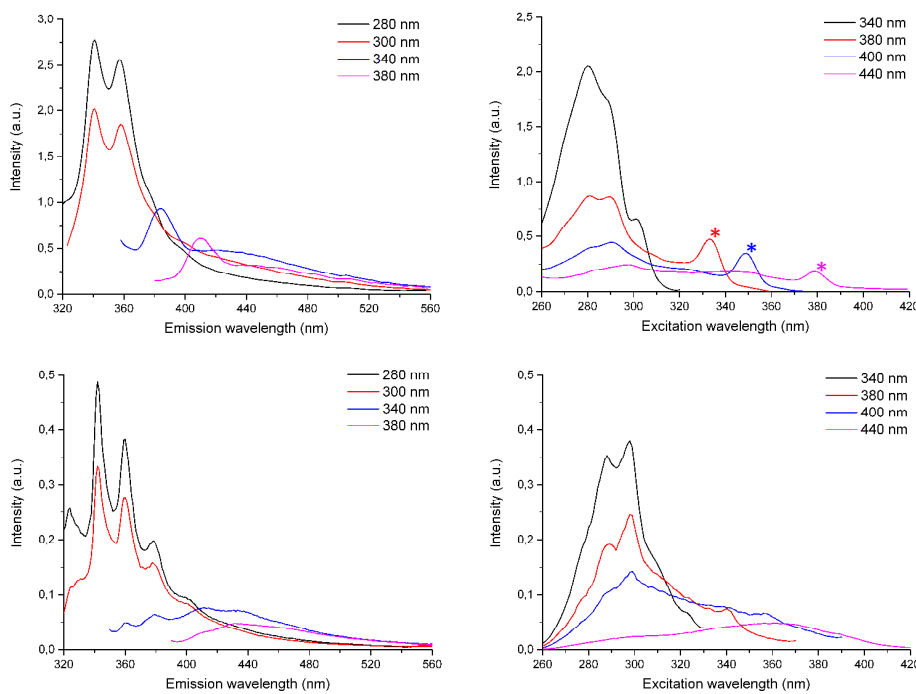 3,0
2,5
2,0
1,5
1,0
0,5
0,0
Intensity (a.u.)
320
360
400
440
480
520
560
Emission wavelength (nm)
280 nm
300 nm
340 nm
380 nm
2,5
2,0
1,5
1,0
0,5
0,0
Intensity (a.u.)
260
280
300
320
340
360
380
400
420
Excitation wavelength (nm)
340 nm
380 nm
400 nm
440 nm
*
*
*
0,5
0,4
0,3
0,2
0,1
0,0
Intensity (a.u.)
320
360
400
440
480
520
560
Emission wavelength (nm)
280 nm
300 nm
340 nm
380 nm
0,5
0,4
0,3
0,2
0,1
0,0
Intensity (a.u.)
260
280
300
320
340
360
380
400
420
Excitation wavelength (nm)
340 nm
380 nm
400 nm
440 nm